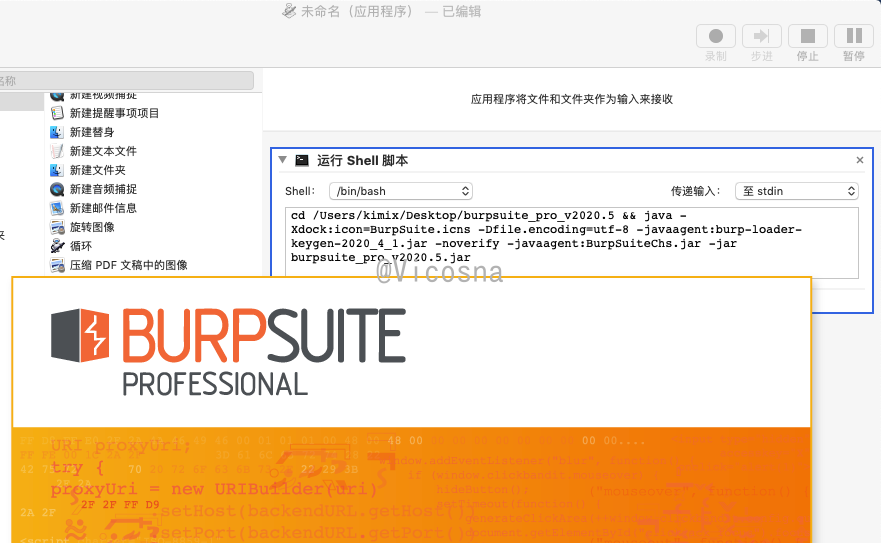 未命名（应用程序） — 已编辑
录制 步进 停止 暂停
名称
新建视频捕捉
应用程序将文件和文件夹作为输入来接收
新建提醒事项项目
新建替身
新建文本文件
新建文件夹
新建音频捕捉
新建邮件信息
旋转图像
循环
压缩 PDF 文稿中的图像
运行 Shell 脚本
Shell： /bin/bash 传递输入： 至 stdin
cd /Users/kimix/Desktop/burpsuite_pro_v2020.5 && java -
Xdock:icon=BurpSuite.icns -Dfile.encoding=utf-8 -javaagent:burp-loader-
keygen-2020_4_1.jar -noverify -javaagent:BurpSuiteChs.jar -jar
burpsuite_pro_v2020.5.jar
@Vicosna
BURPSUITE
PROFESSIONAL
48 00 00 00....
URI proxyUri;
try {
proxyUri = new URIBuilder(uri)
2F 2F FF D9
.setHost(backendURL.getHost())
.setPort(backendURL.getPort()